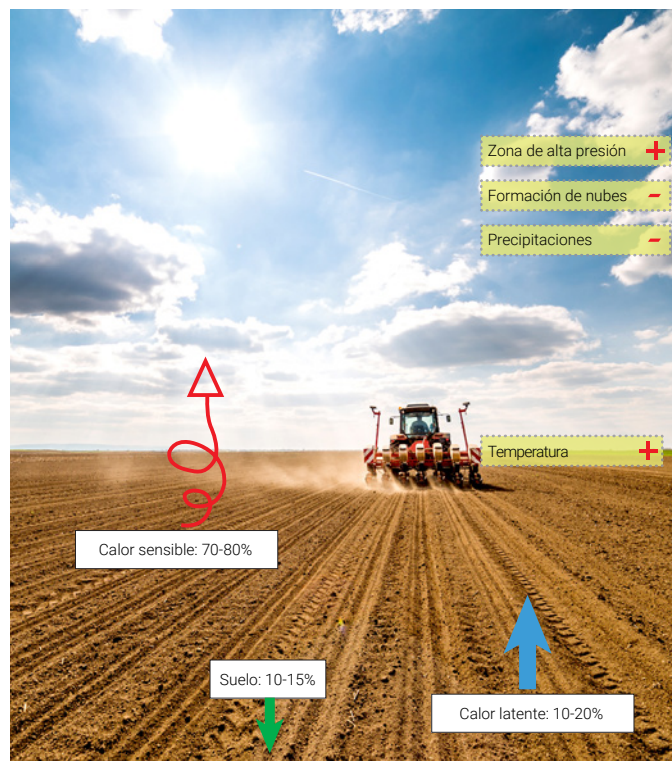 Zona de alta presión +
Formación de nubes -
Precipitaciones -
Temperatura +
Calor sensible: 70-80%
Suelo: 10-15%
Calor latente: 10-20%